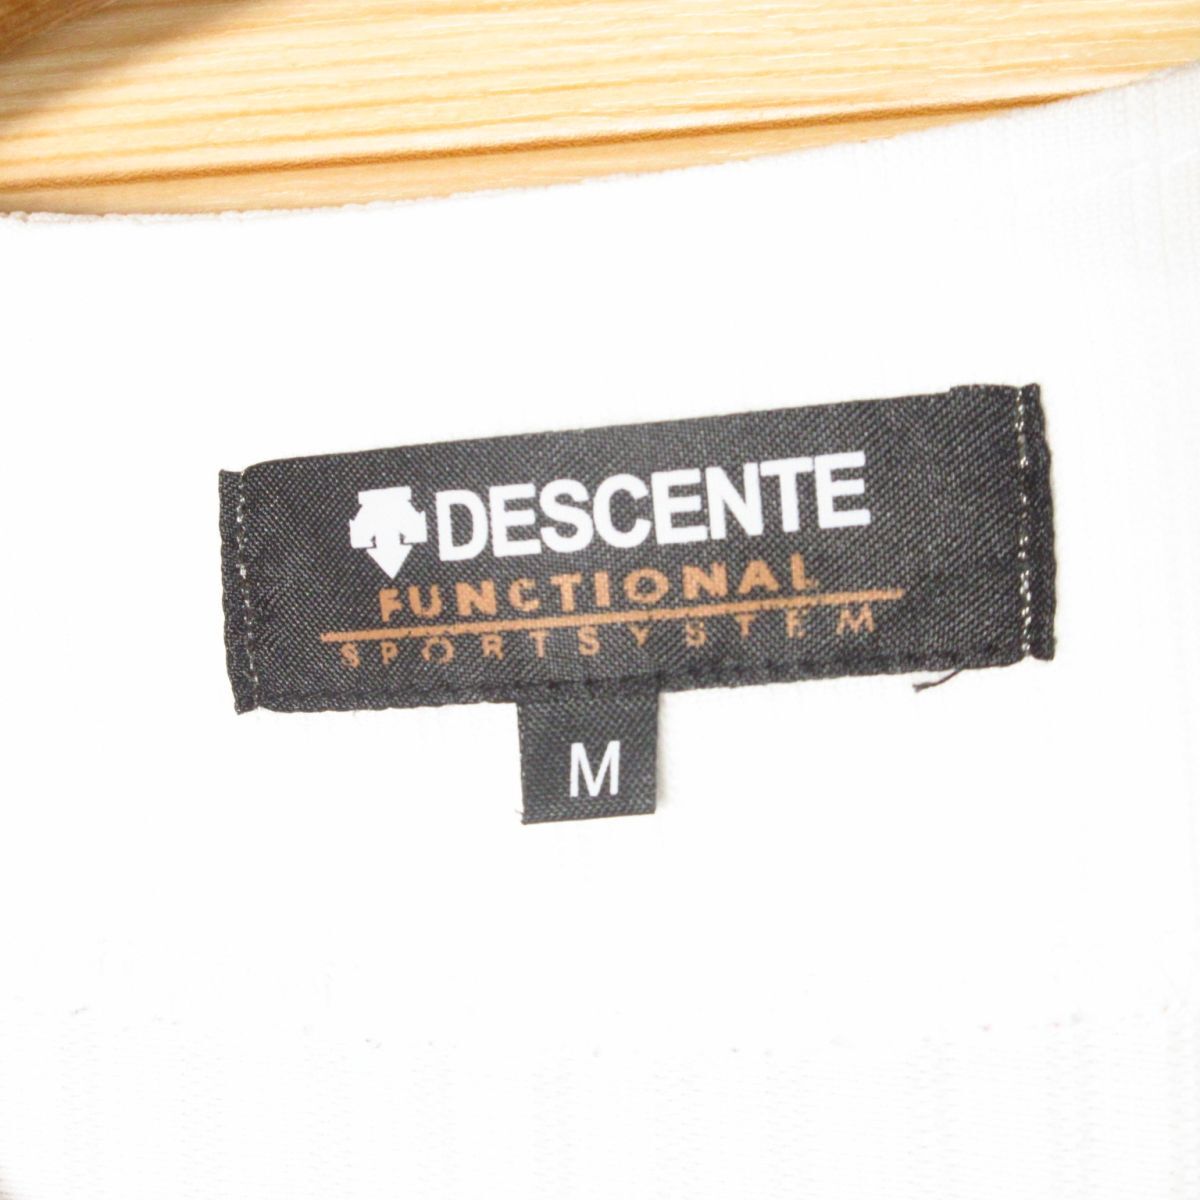 DESCENTE
FUNCTIONAL
SPORTSYSTEM
M